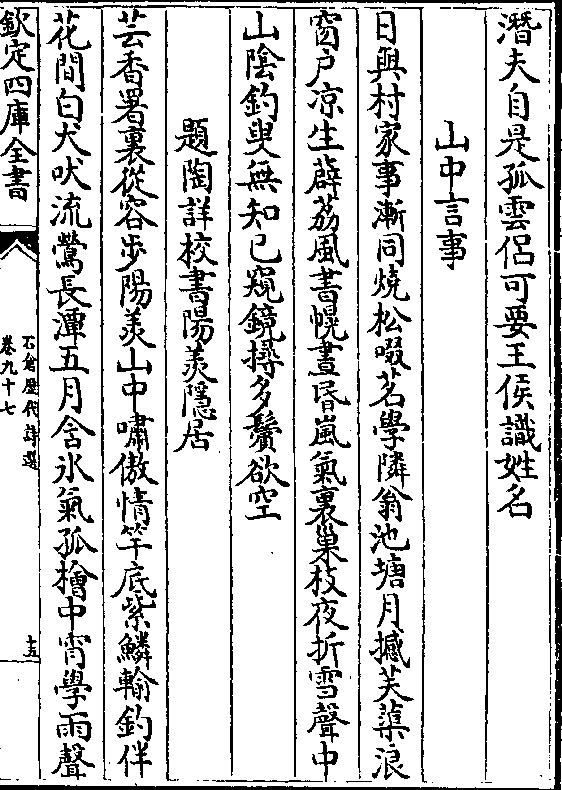 潛夫自是孤雲侣可要王侯識姓名
山中言事
日與村家事漸同燒松啜茗學隣翁池塘月撼芙蕖浪
窗戶凉生薜荔風書幌晝昏嵐氣裏巢枝夜折雪聲中
山陰釣叟無知己窺鏡撏多鬢欲空
題陶詳校書陽羨隱居
芸香署裏從容步陽羨山中嘯傲情竿底紫鱗輸釣伴
花間白犬吠流鶯長潭五月含氷氣孤檜中宵學雨聲
欽定四庫全書
石倉歷代詩選
卷九十七
十五